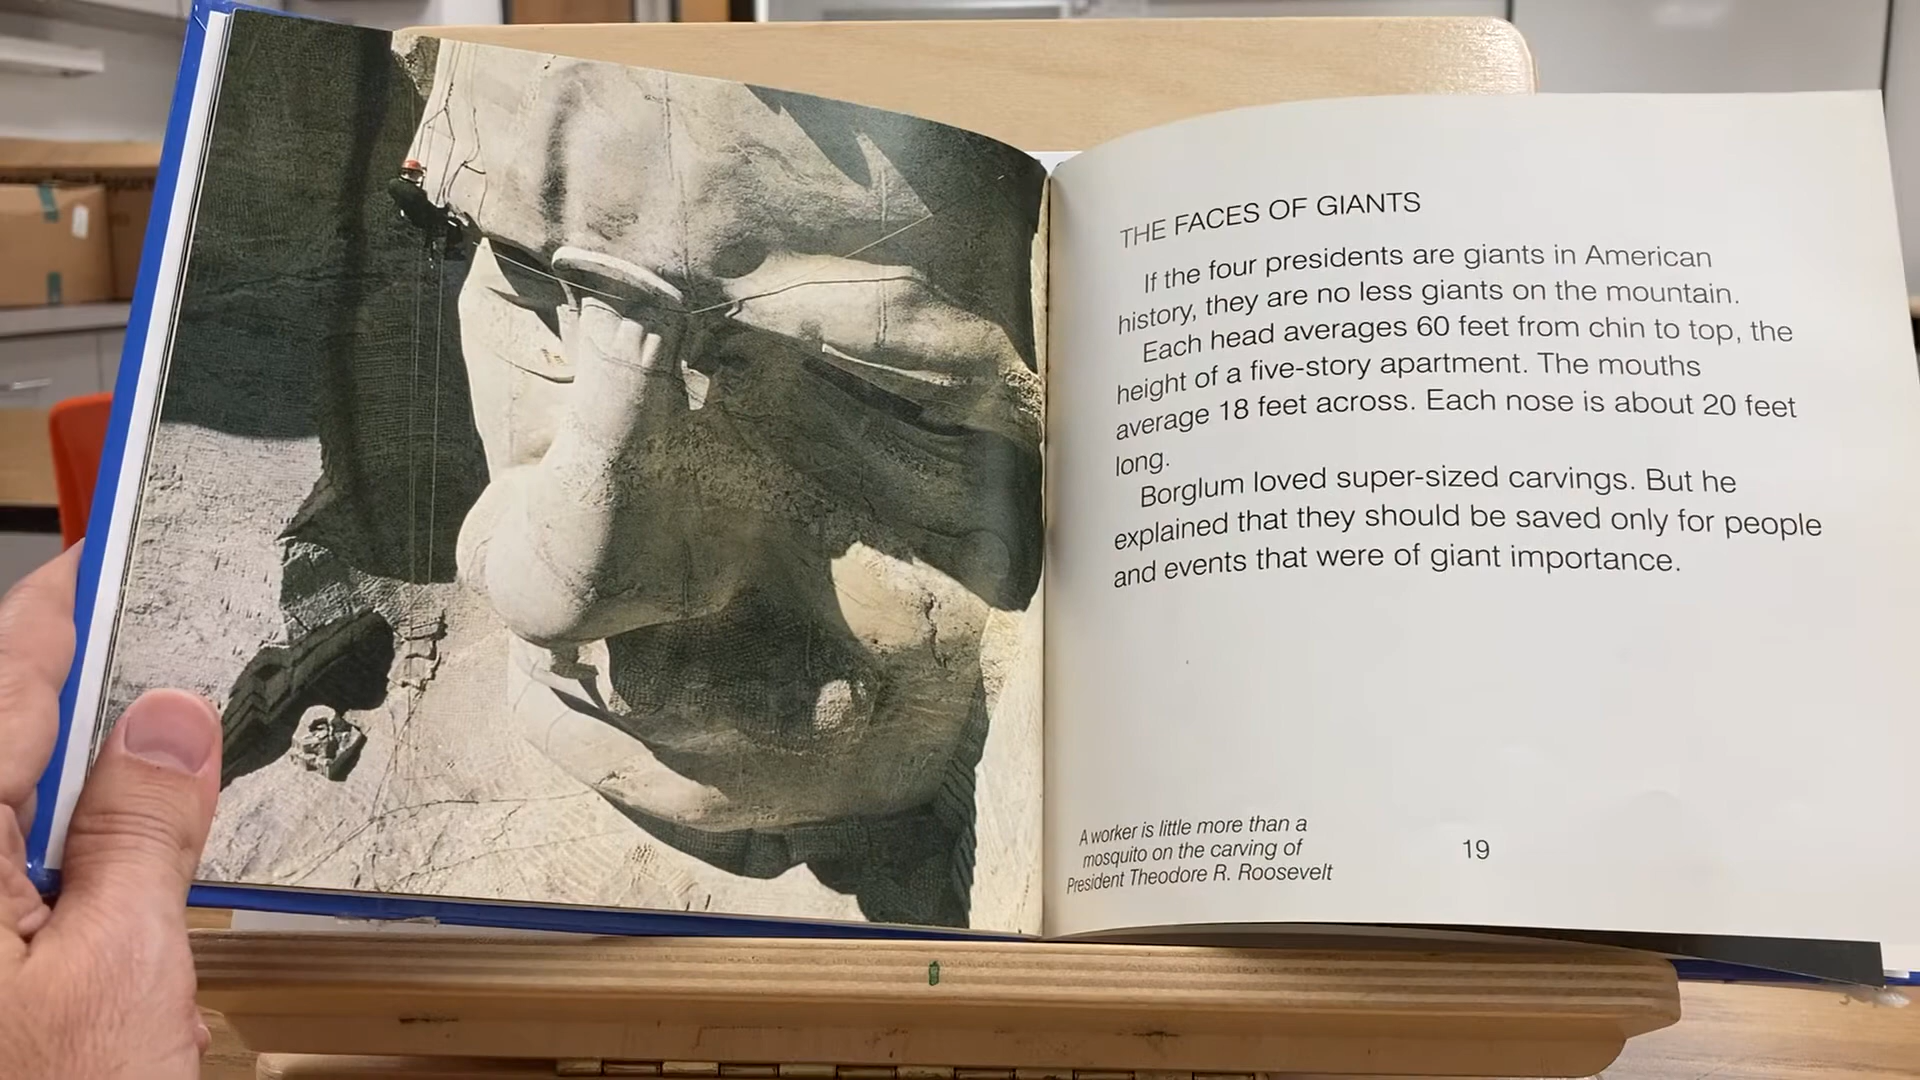 THE FACES OF GIANTS
If the four presidents are giants in American
history, they are no less giants on the mountain.
Each head averages 60 feet from chin to top, the
height of a five-story apartment. The mouths
average 18 feet across. Each nose is about 20 feet
long.
Borglum loved super-sized carvings. But he
explained that they should be saved only for people
and events that were of giant importance.
A worker is little more than a
mosquito on the carving of
President Theodore R. Roosevelt
19